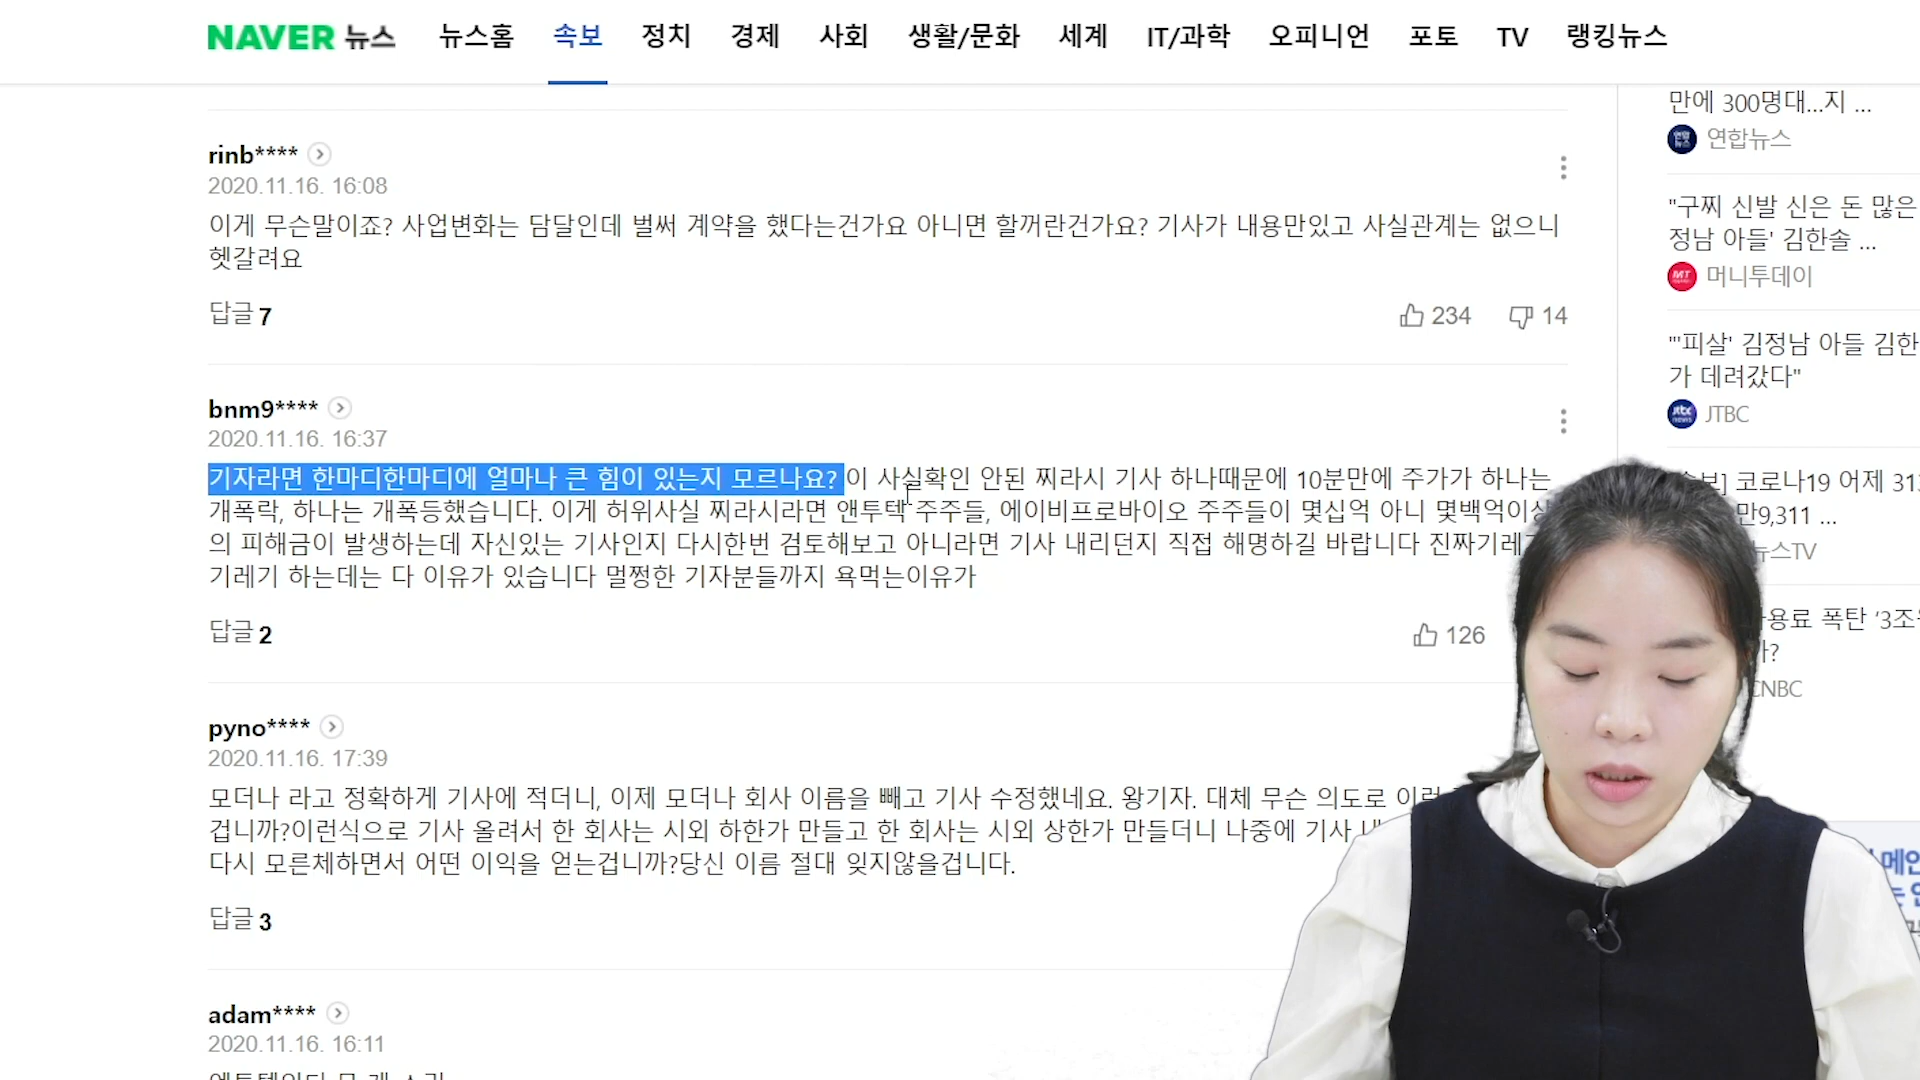 NAVER 뉴스 뉴스홈 속보 정치 경제 사회 생활/문화 세계 IT/과학 오피니언 포토 TV 랭킹뉴스
rinb****
2020.11.16. 16:08
이게 무슨말이죠? 사업변화는 담달인데 벌써 계약을 했다는건가요 아니면 할꺼란건가요? 기사가 내용만있고 사실관계는 없으니
헷갈려요
답글 7
234 14
bnm9****
2020.11.16. 16:37
기자라면 한마디한마디에 얼마나 큰 힘이 있는지 모르나요? 이 사실확인 안된 찌라시 기사 하나때문에 10분만에 주가가 하나는
개폭락, 하나는 개폭등했습니다. 이게 허위사실 찌라시라면 앤투텍 주주들, 에이비프로바이오 주주들이 몇십억 아니 몇백억이상
의 피해금이 발생하는데 자신있는 기사인지 다시한번 검토해보고 아니라면 기사 내리던지 직접 해명하길 바랍니다 진짜기레
기레기 하는데는 다 이유가 있습니다 멀쩡한 기자분들까지 욕먹는이유가
답글 2
126
pyno****
2020.11.16. 17:39
모더나 라고 정확하게 기사에 적더니, 이제 모더나 회사 이름을 빼고 기사 수정했네요. 왕기자. 대체 무슨 의도로 이런
겁니까?이런식으로 기사 올려서 한 회사는 시외 하한가 만들고 한 회사는 시외 상한가 만들더니 나중에 기사
다시 모른체하면서 어떤 이익을 얻는겁니까?당신 이름 절대 잊지않을겁니다.
답글 3
adam****
2020.11.16. 16:11
만에 300명대...지 ...
연합뉴스
"구찌 신발 신은 돈 많은
정남 아들' 김한솔 ...
MT 머니투데이
"'피살' 김정남 아들 김한
가 데려갔다"
jtbc news JTBC
보] 코로나19 어제 313
만9,311 ...
뉴스TV
용료 폭탄 '3조
?
CNBC
메인